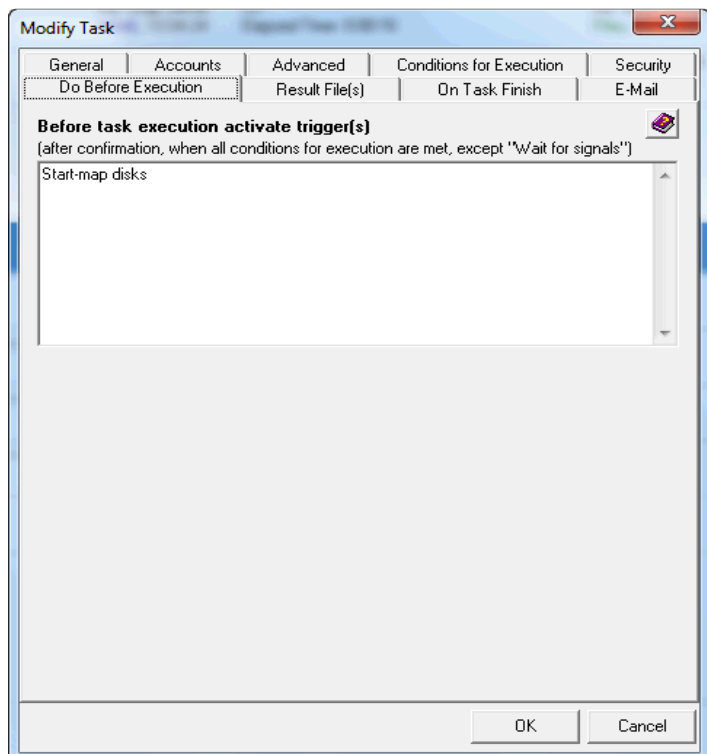 Modify Task
General Accounts Advanced Conditions for Execution Security
Do Before Execution Result File(s) On Task Finish E-Mail
Before task execution activate trigger(s)
(after confirmation, when all conditions for execution are met, except "Wait for signals")
Start-map disks
OK Cancel